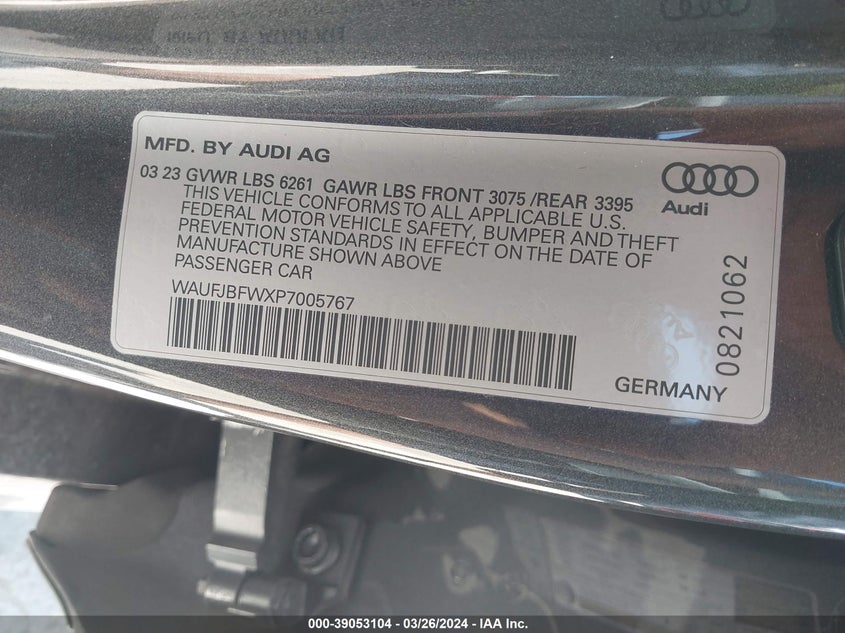 MFD. BY AUDI AG
03 23 GVWR LBS 6261 GAWR LBS FRONT 3075 /REAR 3395
THIS VEHICLE CONFORMS TO ALL APPLICABLE U.S.
FEDERAL MOTOR VEHICLE SAFETY, BUMPER AND THEFT
PREVENTION STANDARDS IN EFFECT ON THE DATE OF
MANUFACTURE SHOWN ABOVE
PASSENGER CAR
WAUFJBFWXP7005767
Audi
0821062
GERMANY
000-39053104 - 03/26/2024 - IAA Inc.